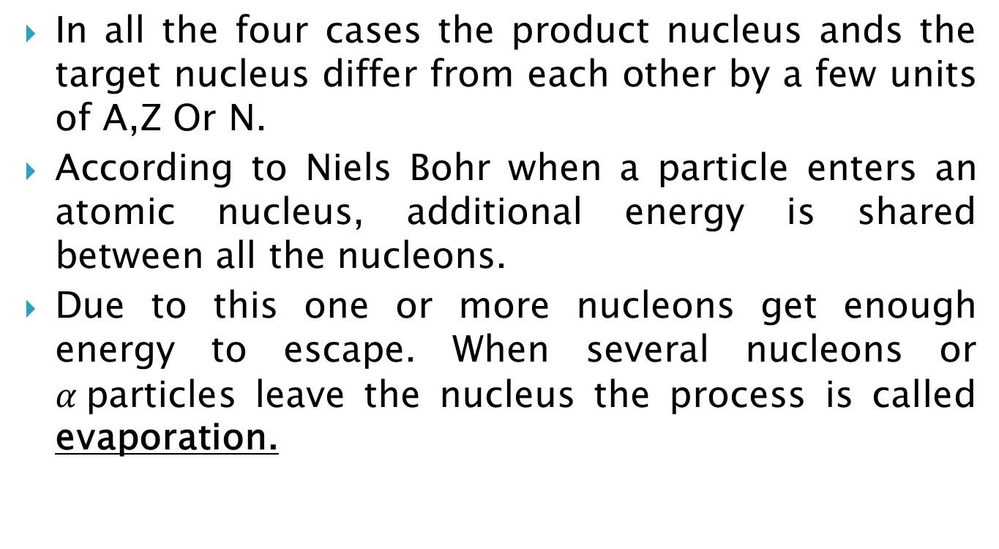 In all the four cases the product nucleus ands the
target nucleus differ from each other by a few units
of A,Z Or N.
According to Niels Bohr when a particle enters an
atomic nucleus, additional energy is shared
between all the nucleons.
Due to this one or more nucleons get enough
energy to escape. When several nucleons or
α particles leave the nucleus the process is called
evaporation.